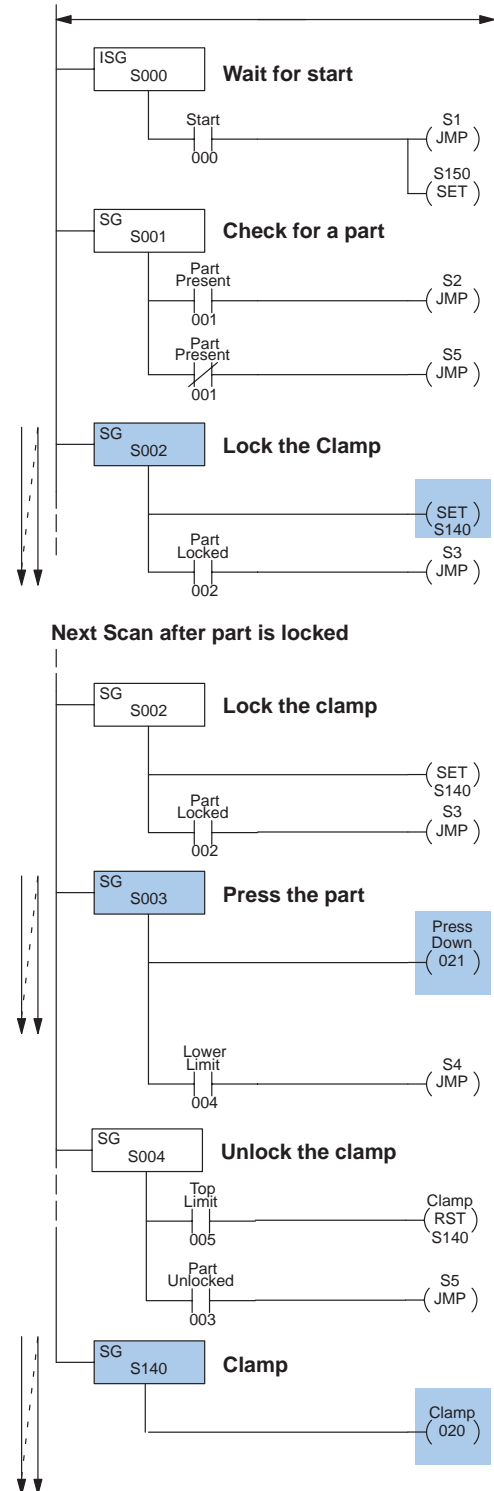 ISG
S000
Wait for start
Start
000
S1
JMP
S150
SET
SG
S001
Check for a part
Part
Present
001
S2
JMP
Part
Present
001
S5
JMP
SG
S002
Lock the Clamp
SET
S140
Part
Locked
002
S3
JMP
Next Scan after part is locked
SG
S002
Lock the clamp
SET
S140
Part
Locked
002
S3
JMP
SG
S003
Press the part
Press
Down
021
Lower
Limit
004
S4
JMP
SG
S004
Unlock the clamp
Top
Limit
005
Clamp
RST
S140
Part
Unlocked
003
S5
JMP
SG
S140
Clamp
Clamp
020